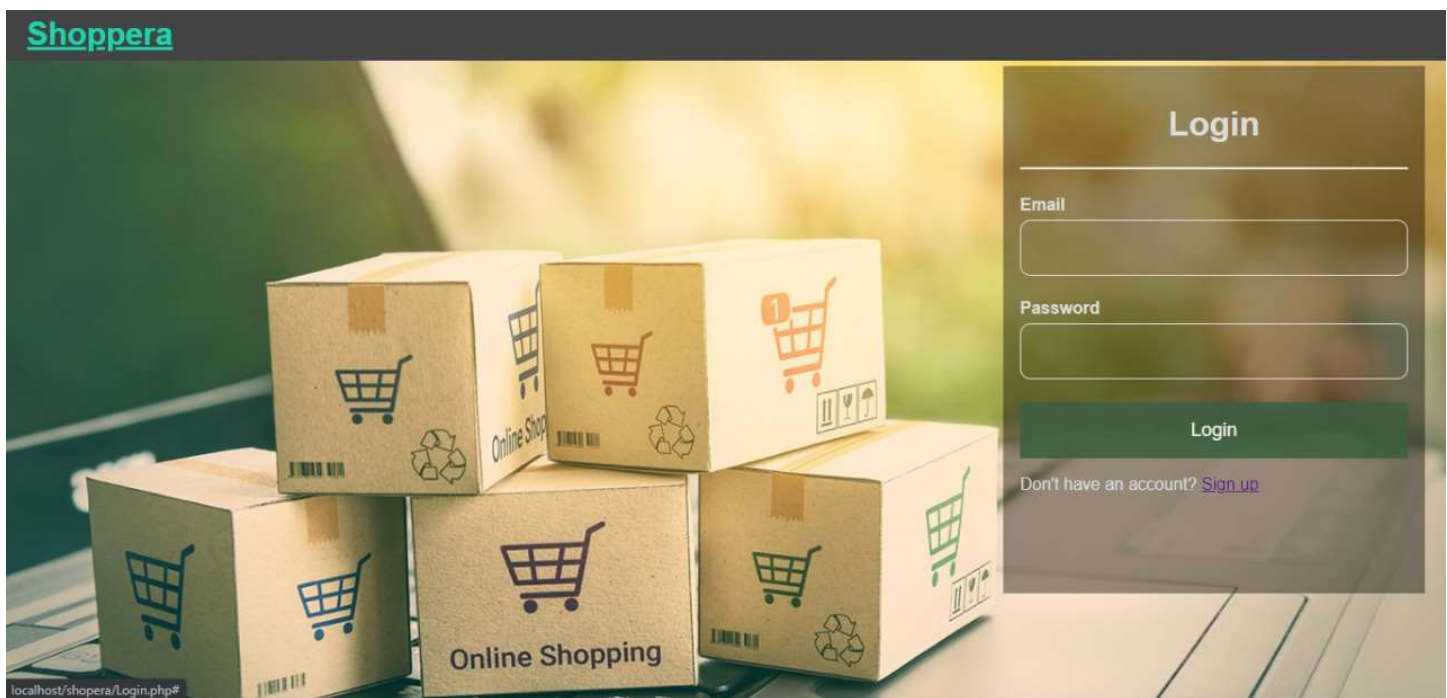 Shoppera
Login
Email
Password
Login
Don't have an account? Sign up
1
Online Shop
Online Shopping
localhost/shopera/Login.php#